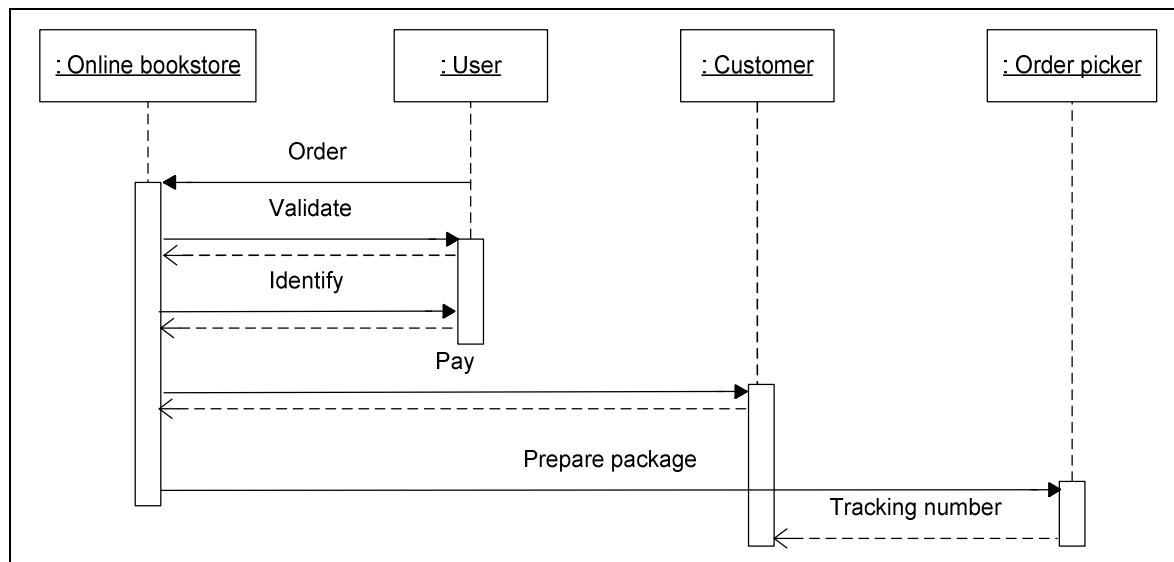 : Online bookstore
: User
: Customer
: Order picker
Order
Validate
Identify
Pay
Prepare package
Tracking number